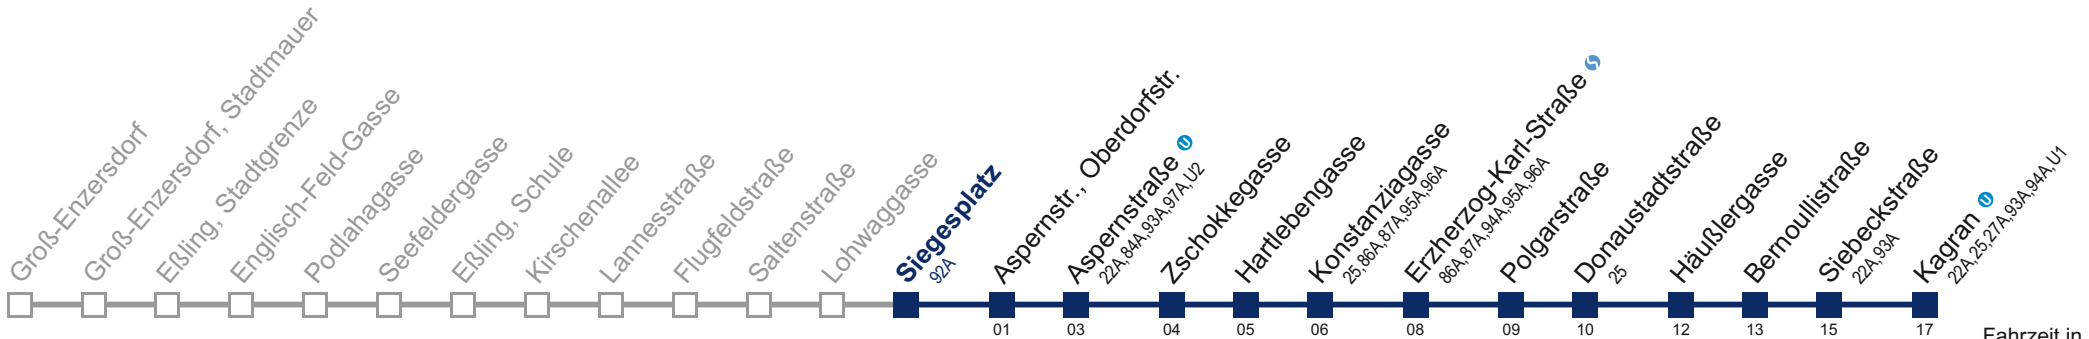 Groß-Enzersdorf
Groß-Enzersdorf, Stadtmauer
Eßling, Stadtgrenze
Englisch-Feld-Gasse
Podlahagasse
Seefeldergasse
Eßling, Schule
Kirschenallee
Lannesstraße
Flugfeldstraße
Saltenstraße
Lohwaggasse
Siegesplatz
92A
Aspernstr., Oberdorfstr.
01
Aspernstraße U
22A,84A,93A,97A,U2
03
Zschokkegasse
04
Hartlebengasse
05
Konstanziagasse
25,86A,87A,95A,96A
06
Erzherzog-Karl-Straße
86A,87A,94A,95A,96A
08
Polgarstraße
09
Donaustadtstraße
25
10
Häußlergasse
12
Bernoullistraße
13
Siebeckstraße
22A,93A
15
Kagran U
22A,25,27A,93A,94A,U1
17
Fahrzeit in